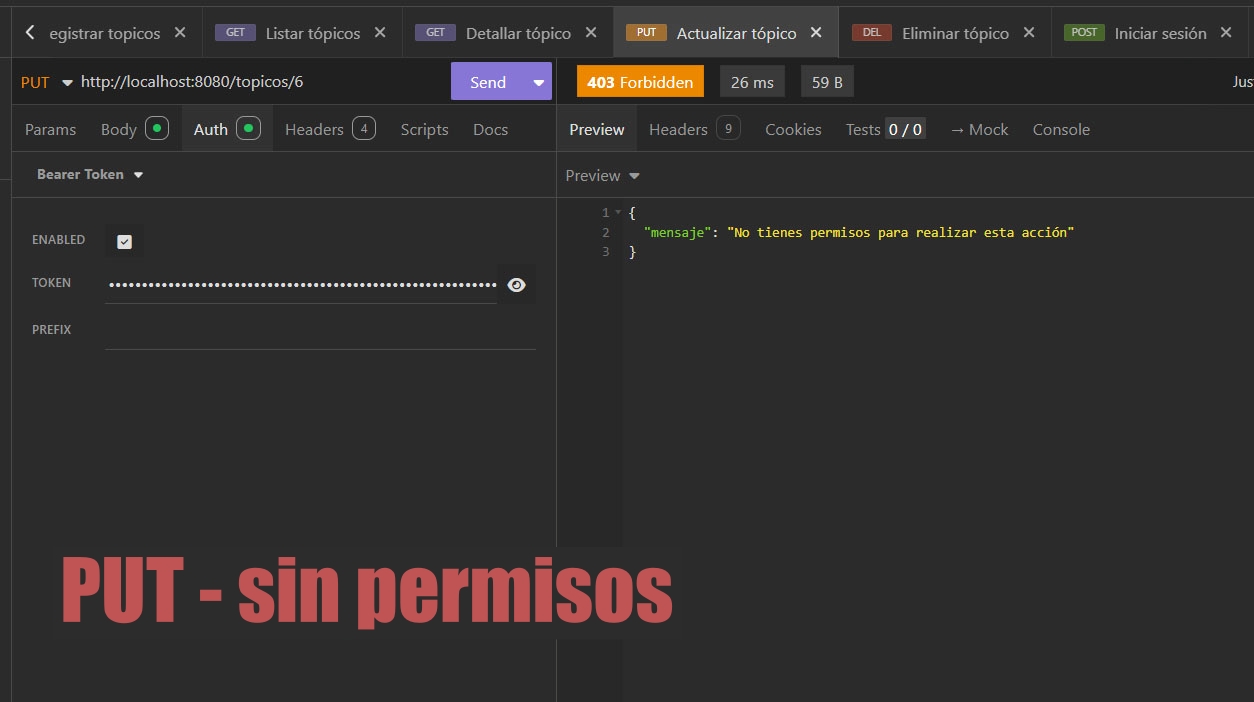 egistrar topicos
GET Listar tópicos
GET Detallar tópico
PUT Actualizar tópico
DEL Eliminar tópico
POST Iniciar sesión
PUT http://localhost:8080/topicos/6 Send
403 Forbidden 26 ms 59 B Jus
Params Body Auth Headers 4 Scripts Docs
Preview Headers 9 Cookies Tests 0 / 0 → Mock Console
Bearer Token
Preview
ENABLED
TOKEN
PREFIX
1 {
2 "mensaje": "No tienes permisos para realizar esta acción"
3 }
PUT - sin permisos